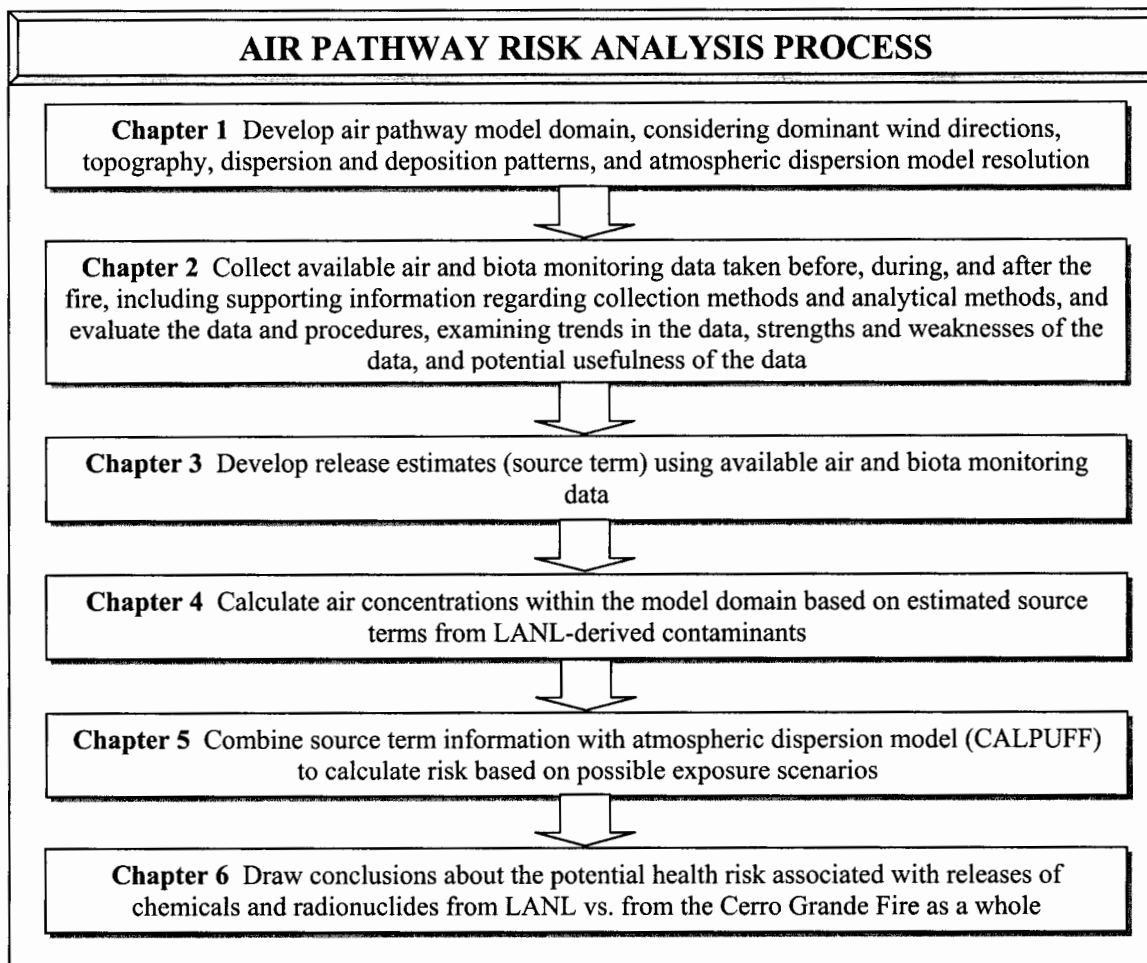 AIR PATHWAY RISK ANALYSIS PROCESS
Chapter 1 Develop air pathway model domain, considering dominant wind directions,
topography, dispersion and deposition patterns, and atmospheric dispersion model resolution
Chapter 2 Collect available air and biota monitoring data taken before, during, and after the
fire, including supporting information regarding collection methods and analytical methods, and
evaluate the data and procedures, examining trends in the data, strengths and weaknesses of the
data, and potential usefulness of the data
Chapter 3 Develop release estimates (source term) using available air and biota monitoring
data
Chapter 4 Calculate air concentrations within the model domain based on estimated source
terms from LANL-derived contaminants
Chapter 5 Combine source term information with atmospheric dispersion model (CALPUFF)
to calculate risk based on possible exposure scenarios
Chapter 6 Draw conclusions about the potential health risk associated with releases of
chemicals and radionuclides from LANL vs. from the Cerro Grande Fire as a whole